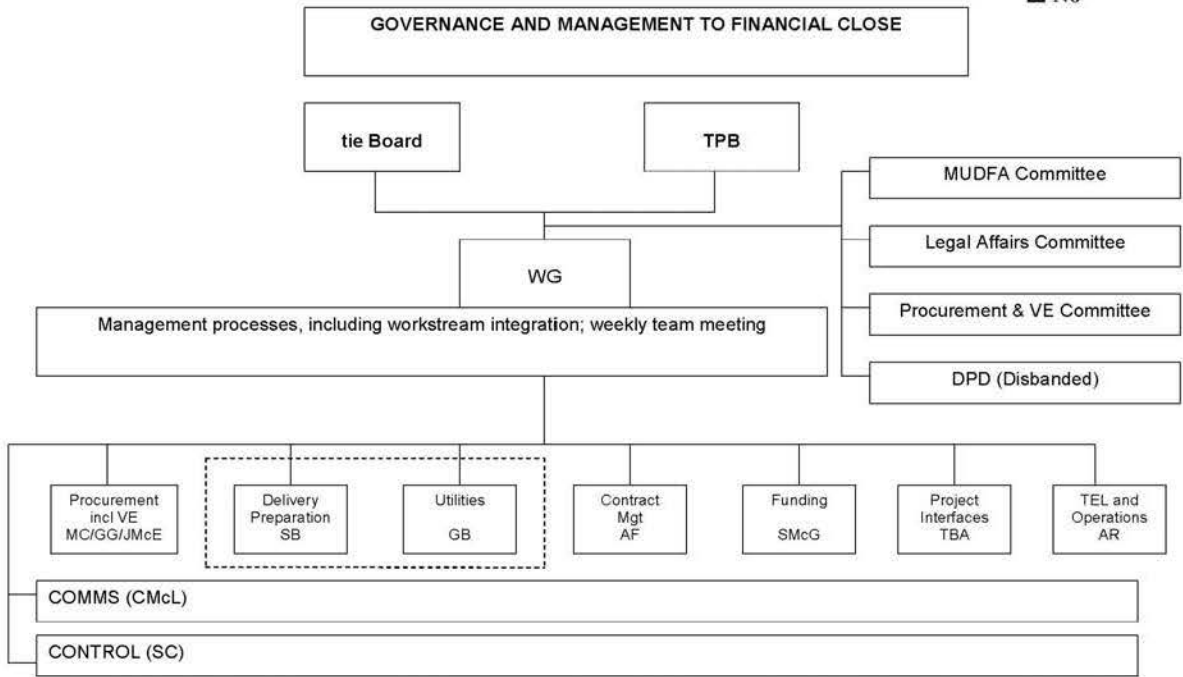 GOVERNANCE AND MANAGEMENT TO FINANCIAL CLOSE
tie Board
TPB
MUDFA Committee
Legal Affairs Committee
Procurement & VE Committee
DPD (Disbanded)
WG
Management processes, including workstream integration; weekly team meeting
Procurement
incl VE
MC/GG/JMcE
Delivery
Preparation
SB
Utilities
GB
Contract
Mgt
AF
Funding
SMcG
Project
Interfaces
TBA
TEL and
Operations
AR
COMMS (CMcL)
CONTROL (SC)